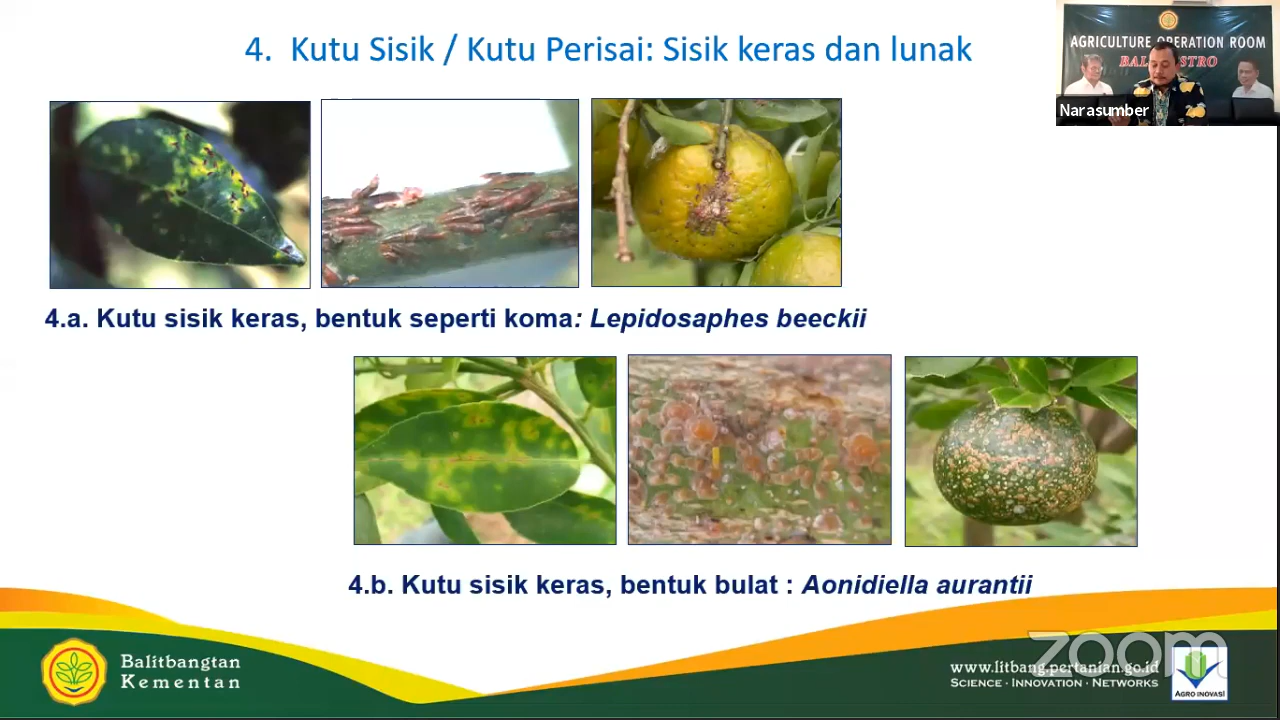 4. Kutu Sisik / Kutu Perisai: Sisik keras dan lunak
AGRICULTURE OPERATION ROOM
Narasumber
4.a. Kutu sisik keras, bentuk seperti koma: Lepidosaphes beeckii
4.b. Kutu sisik keras, bentuk bulat : Aonidiella aurantii
Balitbangtan
Kementan
zoom
www.litbang.pertanian.go.id
SCIENCE · INNOVATION · NETWORKS
AGRO INOVASI